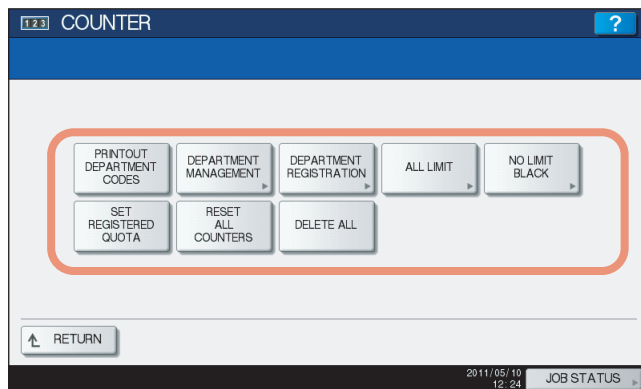 123 COUNTER ?
PRINTOUT
DEPARTMENT
CODES
DEPARTMENT
MANAGEMENT
DEPARTMENT
REGISTRATION
ALL LIMIT
NO LIMIT
BLACK
SET
REGISTERED
QUOTA
RESET
ALL
COUNTERS
DELETE ALL
RETURN
2011/05/10
12:24
JOB STATUS